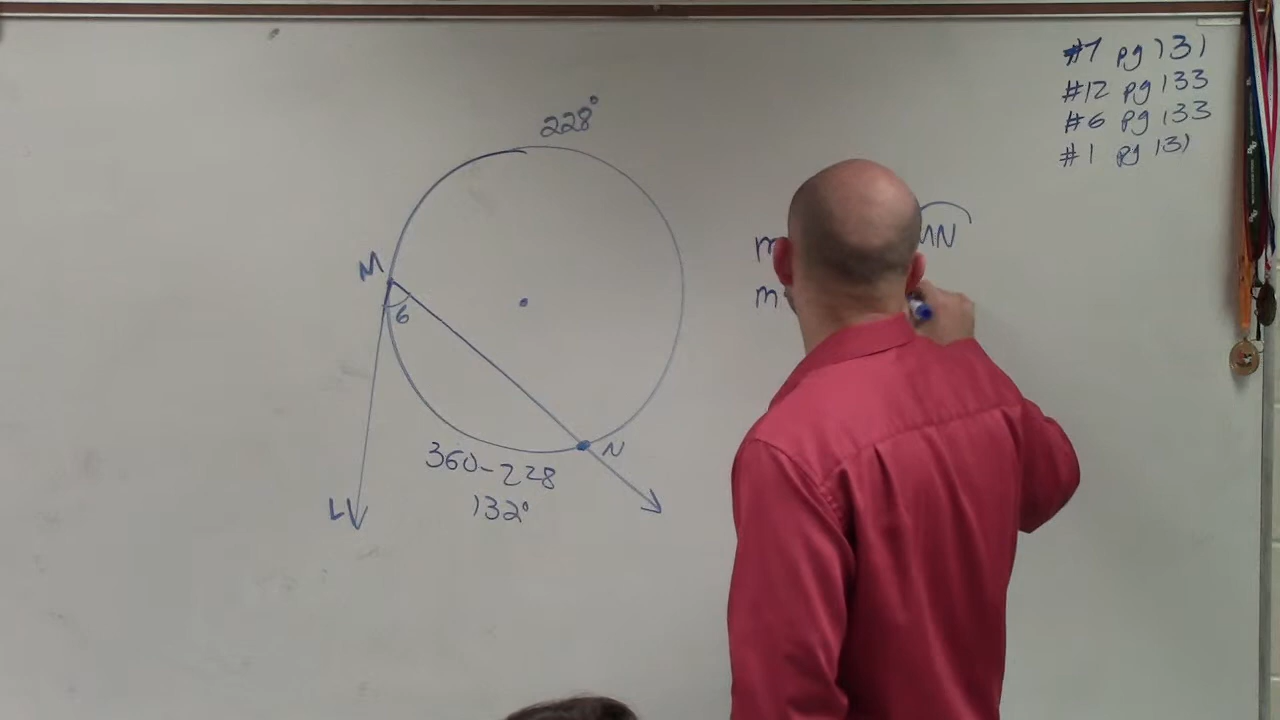 #7 pg 131
#12 pg 133
#6 pg 133
#1 pg 131
228°
M
6
m
MN
m
N
L
360-228
132°